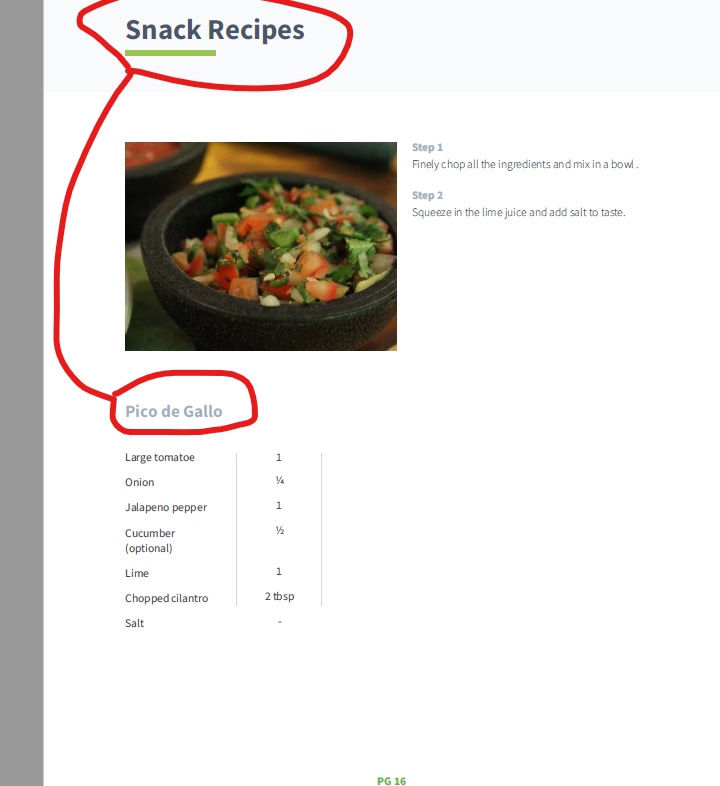 Snack Recipes
Step 1
Finely chop all the ingredients and mix in a bowl .
Step 2
Squeeze in the lime juice and add salt to taste.
Pico de Gallo
Large tomatoe 1
Onion ¼
Jalapeno pepper 1
Cucumber ½
(optional)
Lime 1
Chopped cilantro 2 tbsp
Salt -
PG 16